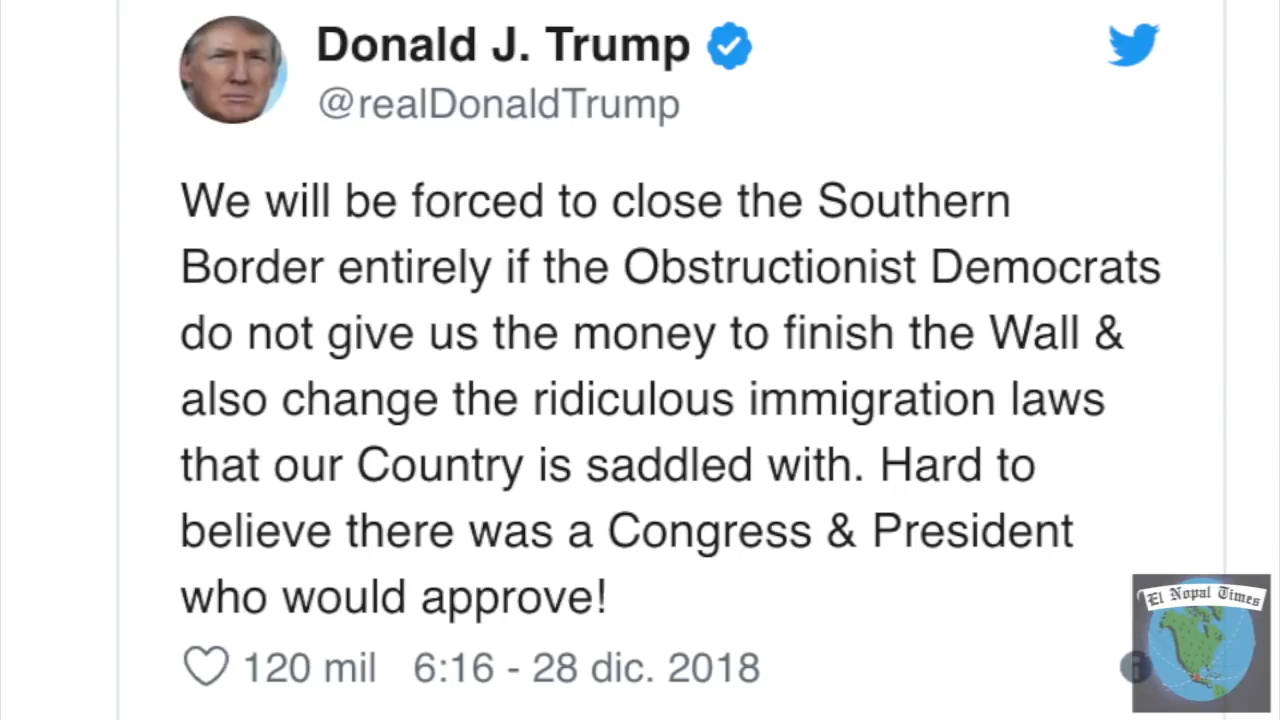 Donald J. Trump
@realDonaldTrump
We will be forced to close the Southern
Border entirely if the Obstructionist Democrats
do not give us the money to finish the Wall &
also change the ridiculous immigration laws
that our Country is saddled with. Hard to
believe there was a Congress & President
who would approve!
120 mil 6:16 - 28 dic. 2018
El Nopal Times